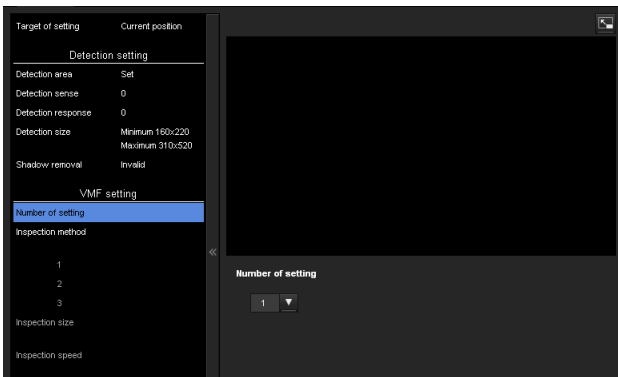 Target of setting Current position
Detection setting
Detection area Set
Detection sense 0
Detection response 0
Detection size Minimum 160x220
Maximum 310x520
Shadow removal Invalid
VMF setting
Number of setting
Inspection method
1
2
3
Inspection size
Inspection speed
«
Number of setting
1 ▼